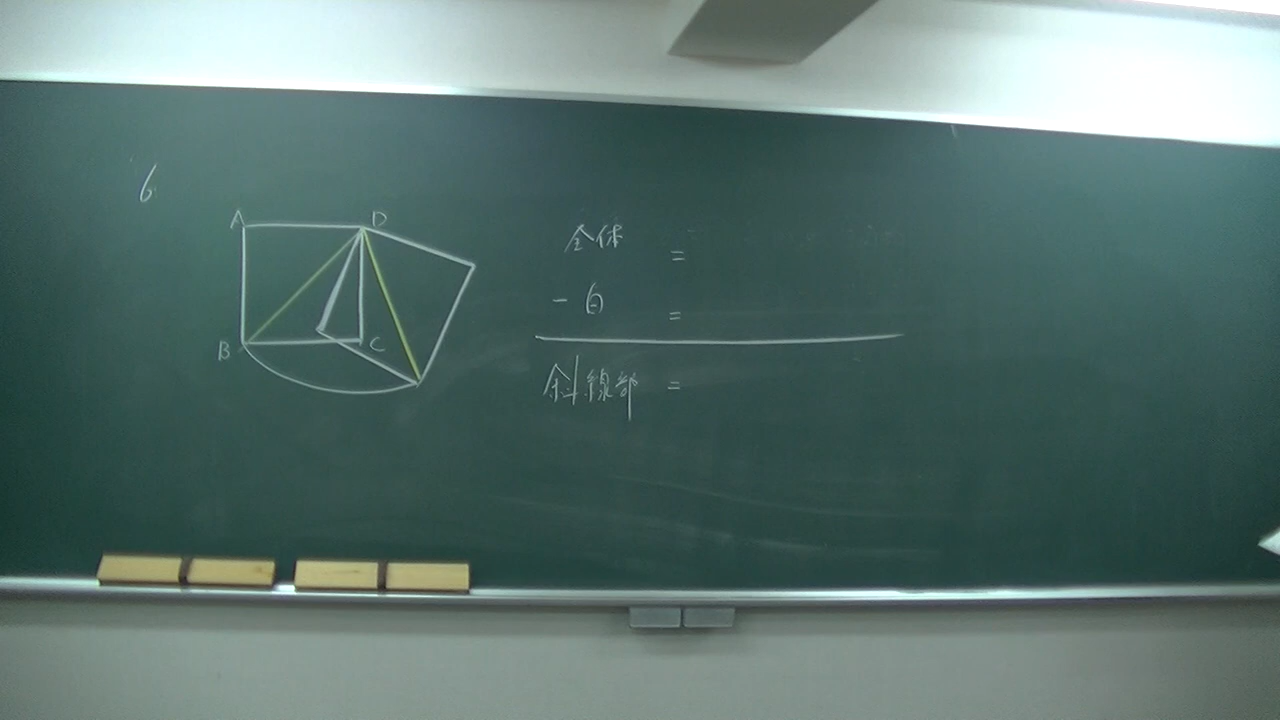 6
A D
B C
全体 =
- 白 =
斜線部 =